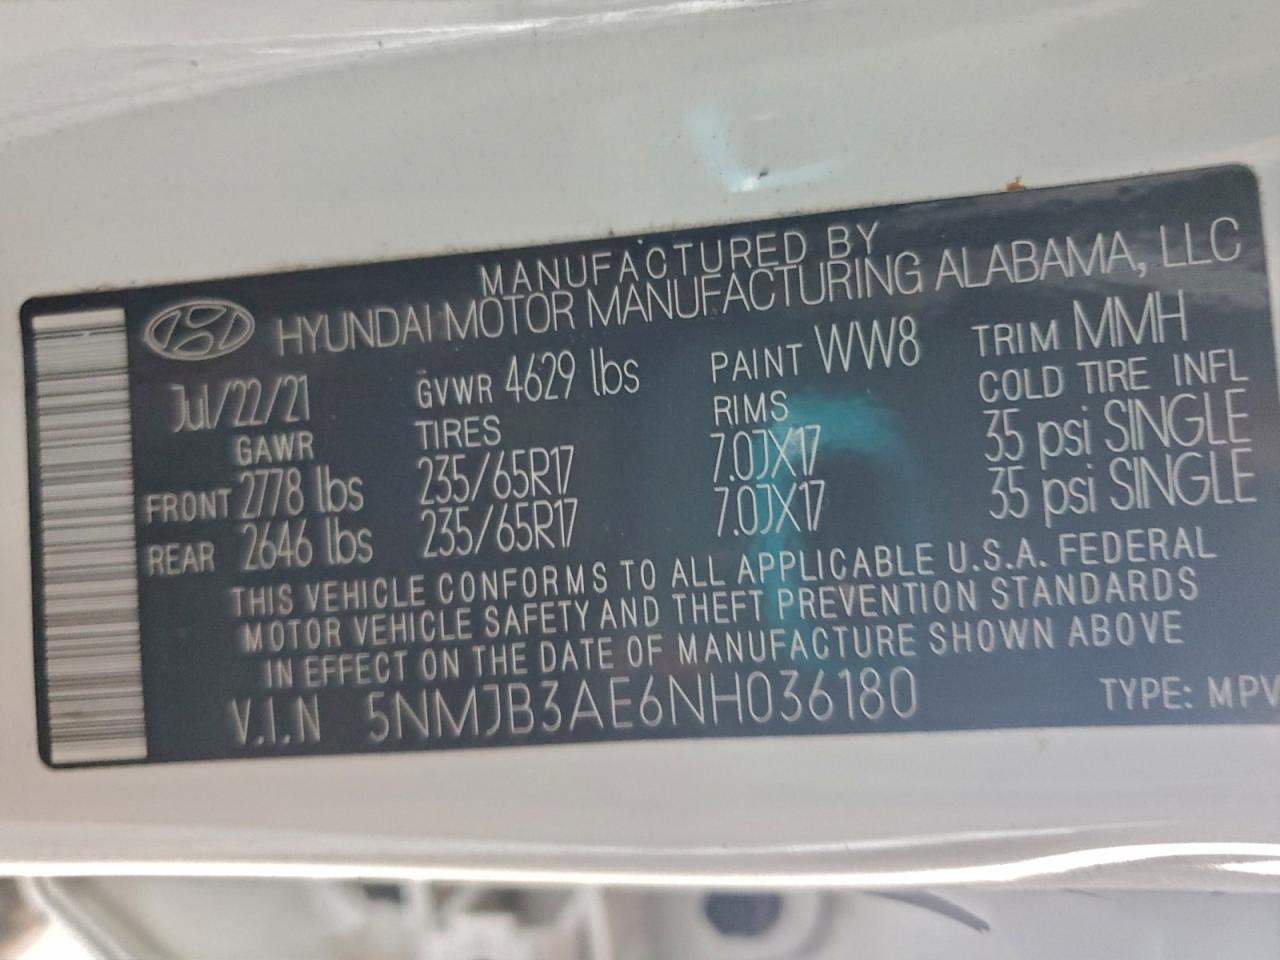 MANUFACTURED BY
HYUNDAI MOTOR MANUFACTURING ALABAMA, LLC
Jul/22/21 GVWR 4629 lbs PAINT WW8 TRIM MMH
GAWR TIRES RIMS COLD TIRE INFL
FRONT 2778 lbs 235/65R17 7.0JX17 35 psi SINGLE
REAR 2646 lbs 235/65R17 7.0JX17 35 psi SINGLE
THIS VEHICLE CONFORMS TO ALL APPLICABLE U.S.A. FEDERAL
MOTOR VEHICLE SAFETY AND THEFT PREVENTION STANDARDS
IN EFFECT ON THE DATE OF MANUFACTURE SHOWN ABOVE
V.I.N 5NMJB3AE6NH036180 TYPE: MPV